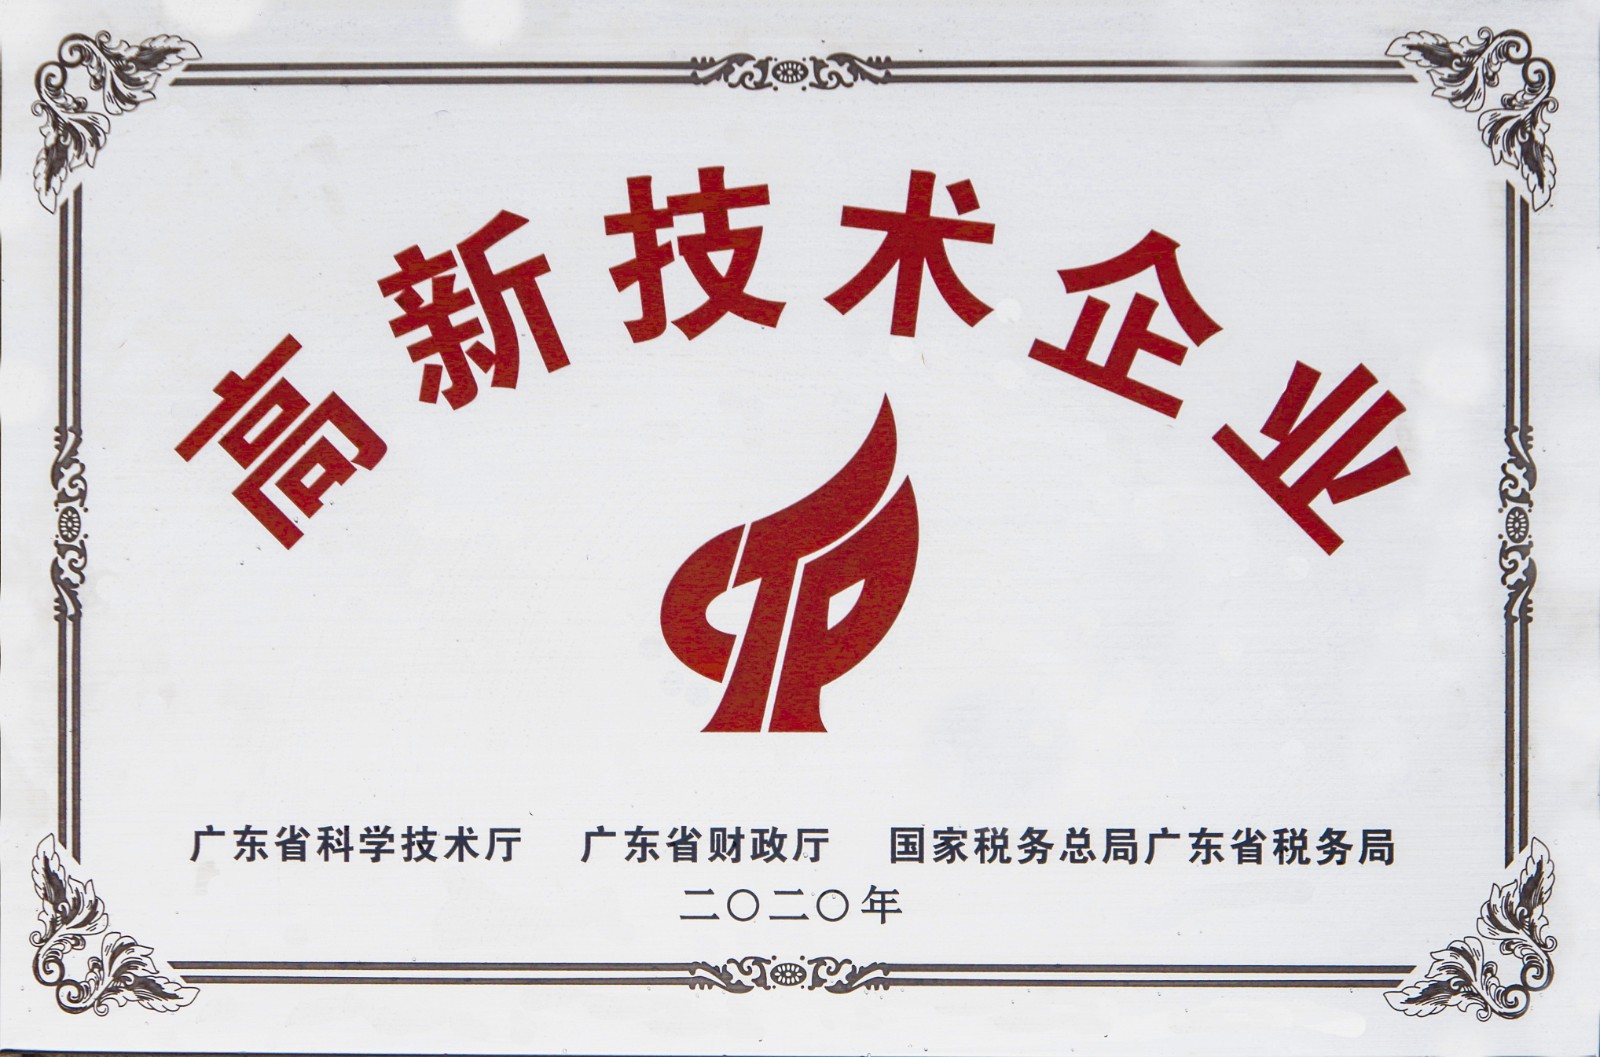 高新技术企业
广东省科学技术厅 广东省财政厅 国家税务总局广东省税务局
二〇二〇年